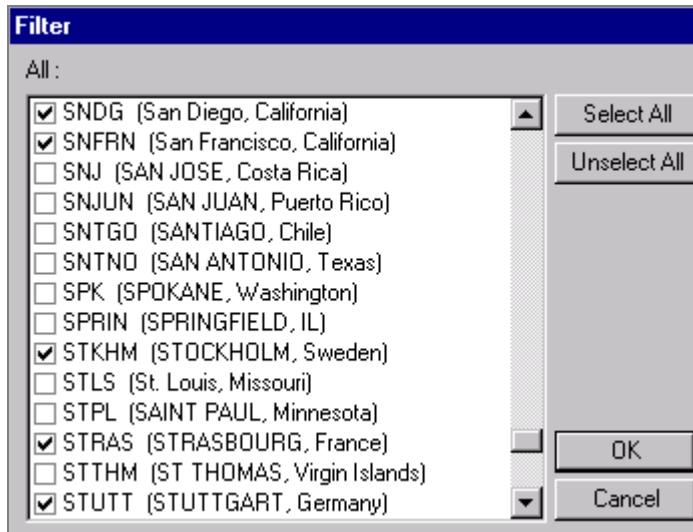 Filter
All :
SNDG (San Diego, California)
SNFRN (San Francisco, California)
SNJ (SAN JOSE, Costa Rica)
SNJUN (SAN JUAN, Puerto Rico)
SNTGO (SANTIAGO, Chile)
SNTNO (SAN ANTONIO, Texas)
SPK (SPOKANE, Washington)
SPRIN (SPRINGFIELD, IL)
STKHM (STOCKHOLM, Sweden)
STLS (St. Louis, Missouri)
STPL (SAINT PAUL, Minnesota)
STRAS (STRASBOURG, France)
STTHM (ST THOMAS, Virgin Islands)
STUTT (STUTTGART, Germany)
Select All
Unselect All
OK
Cancel